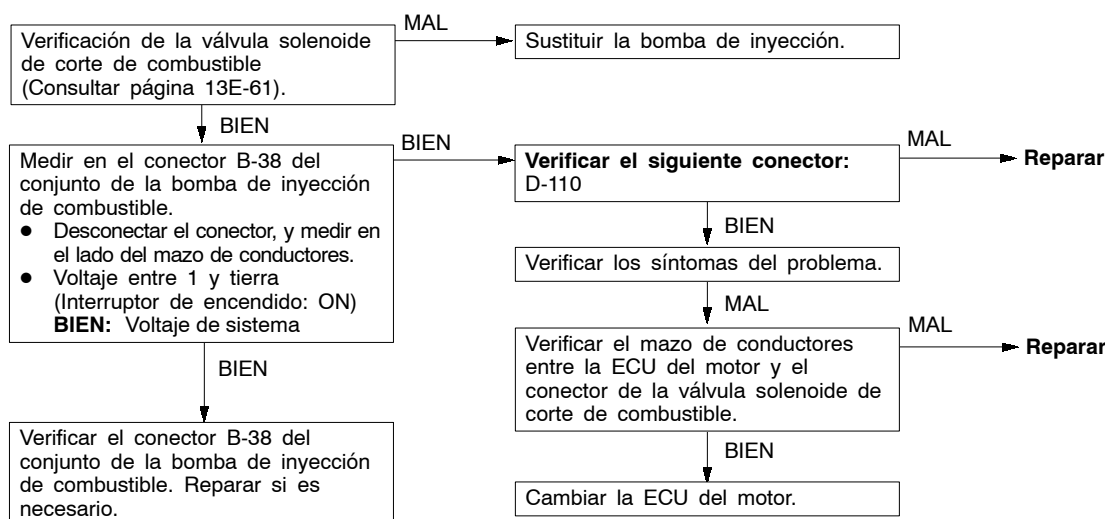 MAL
Verificación de la válvula solenoide
de corte de combustible
(Consultar página 13E-61).
Sustituir la bomba de inyección.
BIEN
BIEN
MAL
Medir en el conector B-38 del
conjunto de la bomba de inyección
de combustible.
● Desconectar el conector, y medir en
el lado del mazo de conductores.
● Voltaje entre 1 y tierra
(Interruptor de encendido: ON)
BIEN: Voltaje de sistema
Verificar el siguiente conector:
D-110
Reparar
BIEN
Verificar los síntomas del problema.
MAL
MAL
Verificar el mazo de conductores
entre la ECU del motor y el
conector de la válvula solenoide de
corte de combustible.
Reparar
BIEN
Verificar el conector B-38 del
conjunto de la bomba de inyección
de combustible. Reparar si es
necesario.
BIEN
Cambiar la ECU del motor.